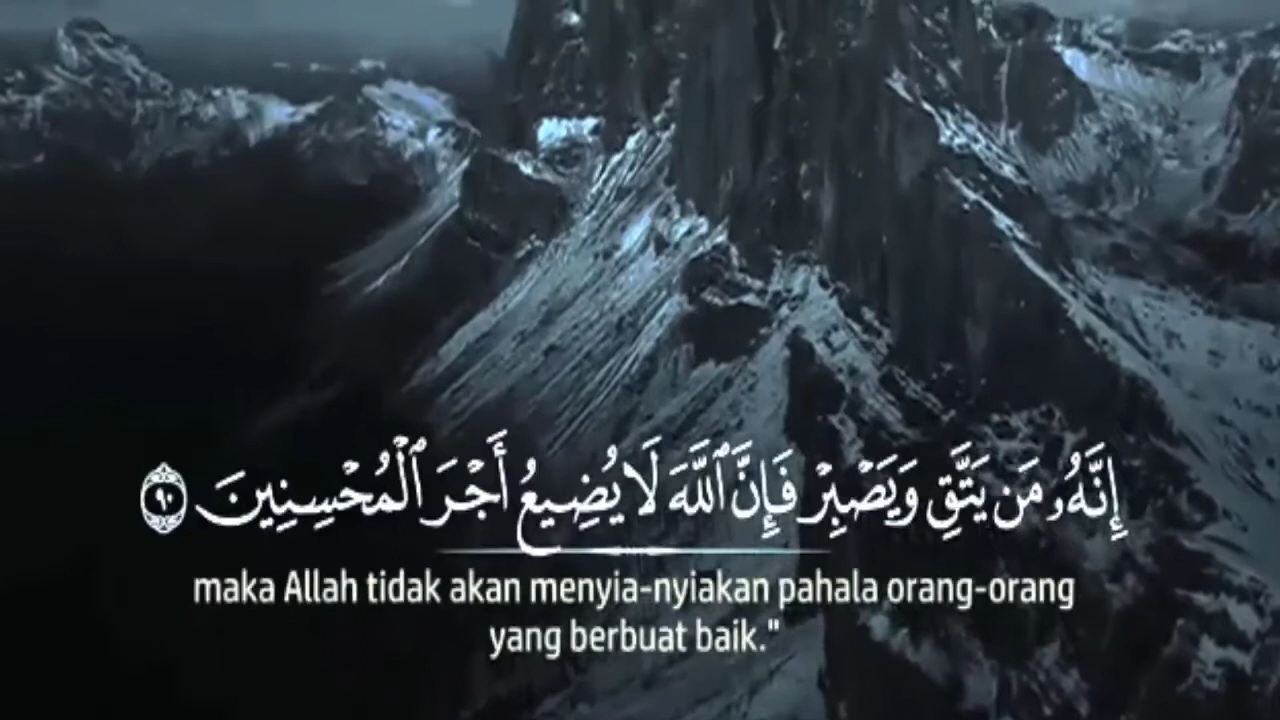 إِنَّهُۥ مَن يَتَّقِ وَيَصْبِرْ فَإِنَّ ٱللَّهَ لَا يُضِيعُ أَجْرَ ٱلْمُحْسِنِينَ ٩٠
maka Allah tidak akan menyia-nyiakan pahala orang-orang
yang berbuat baik."